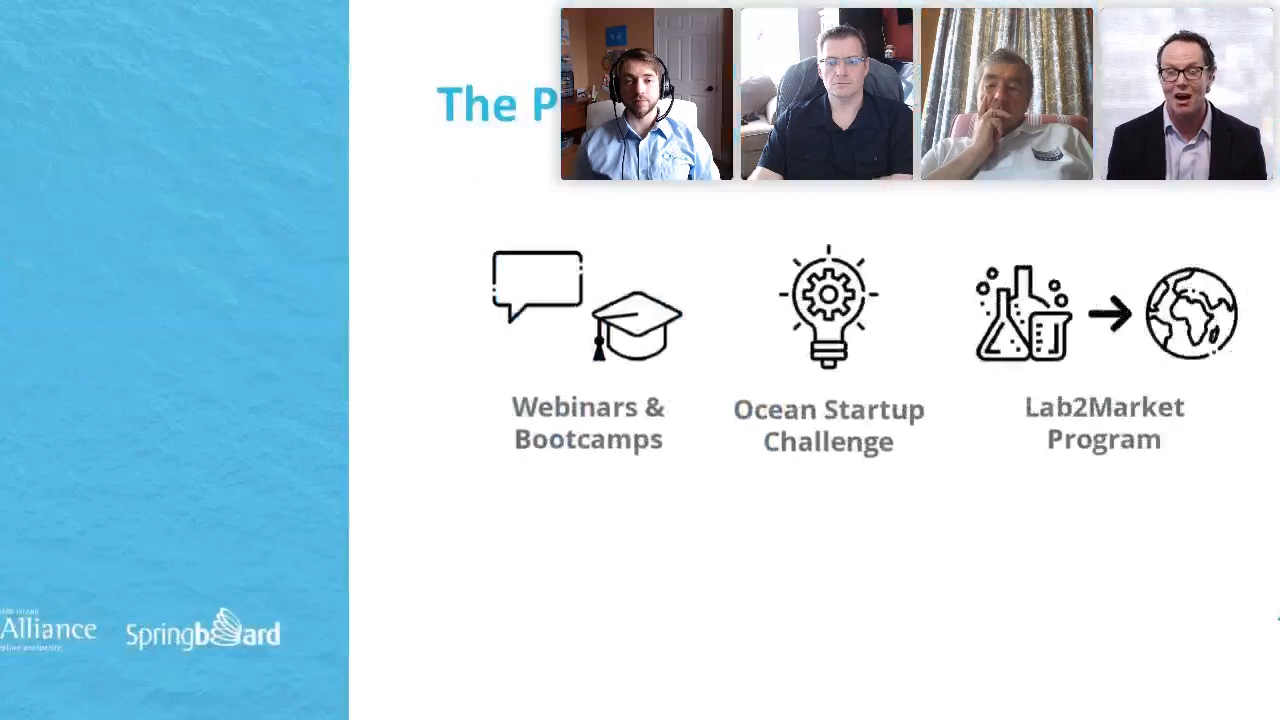 The P
Webinars &
Bootcamps
Ocean Startup
Challenge
Lab2Market
Program
Alliance
Springboard